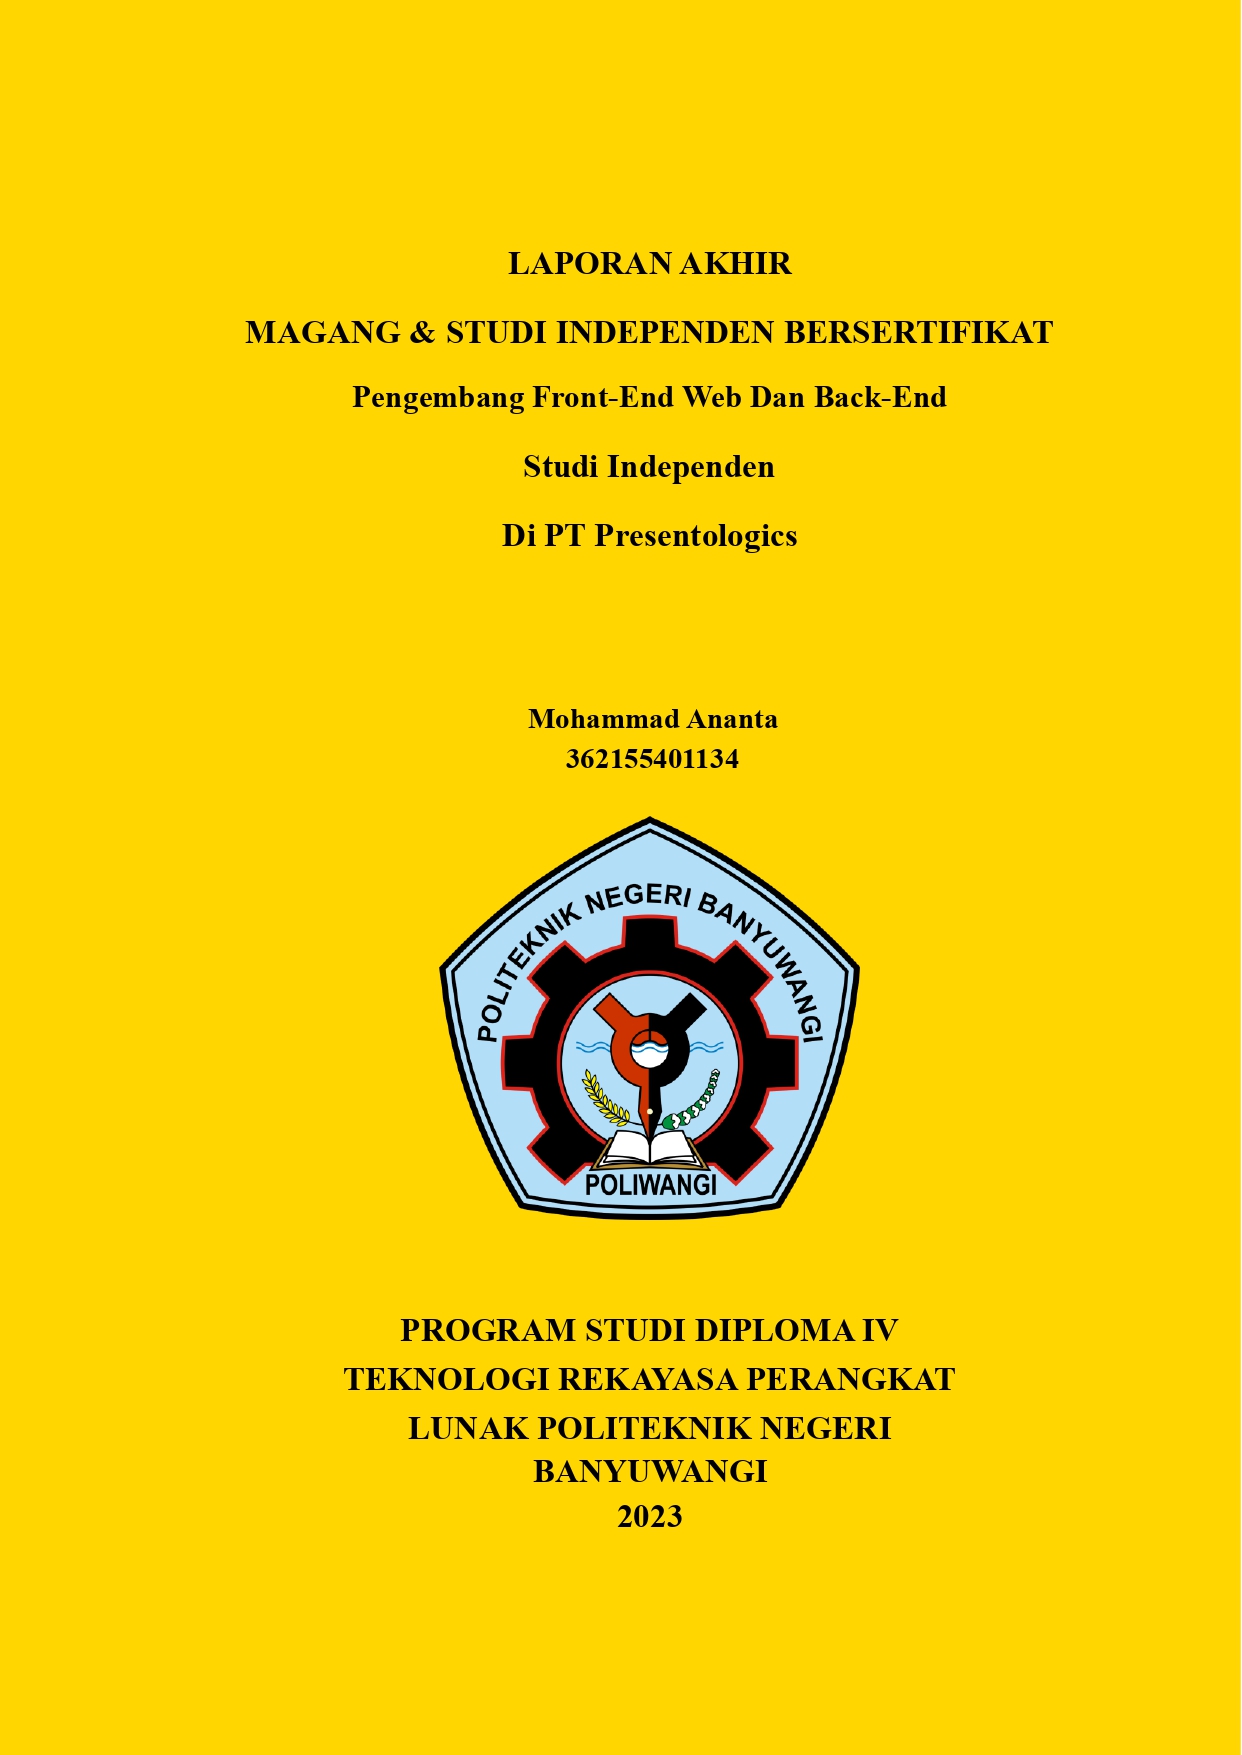 LAPORAN AKHIR
MAGANG & STUDI INDEPENDEN BERSERTIFIKAT
Pengembang Front-End Web Dan Back-End
Studi Independen
Di PT Presentologics
Mohammad Ananta
362155401134
POLITEKNIK NEGERI BANYUWANGI
POLIWANGI
PROGRAM STUDI DIPLOMA IV
TEKNOLOGI REKAYASA PERANGKAT
LUNAK POLITEKNIK NEGERI
BANYUWANGI
2023